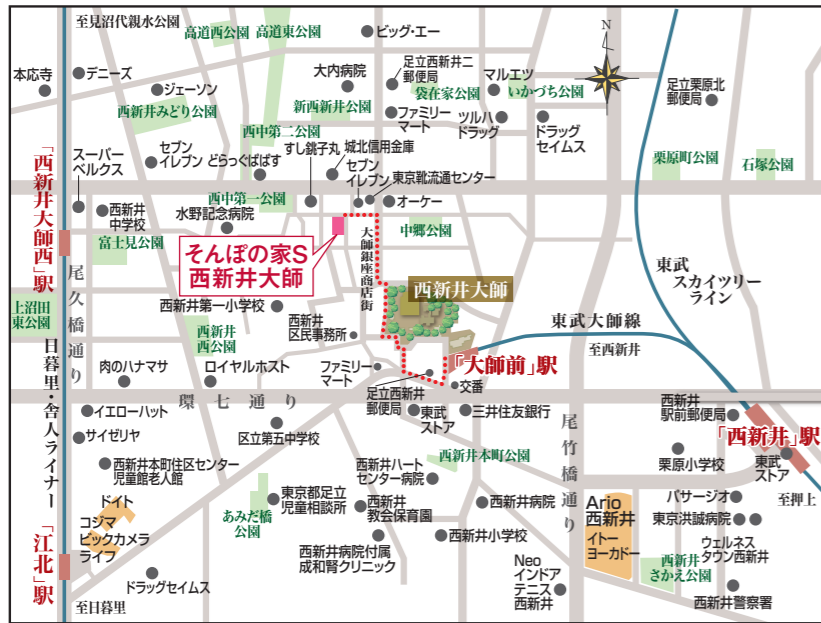 至見沼代親水公園
高道西公園
高道東公園
ビッグ・エー
N
本応寺
デニーズ
ジェーソン
大内病院
足立西新井二
郵便局
マルエツ
いかづち公園
足立栗原北
郵便局
西新井みどり公園
新西新井公園
袋在家公園
ファミリー
マート
ツルハ
ドラッグ
ドラッグ
セイムス
西中第二公園
「西新井大師西」駅
スーパー
ベルクス
セブン
イレブン
どらっぐぱぱす
すし銚子丸
城北信用金庫
セブン
イレブン
東京靴流通センター
栗原町公園
石塚公園
西新井
中学校
西中第一公園
水野記念病院
オーケー
中郷公園
富士見公園
そんぽの家S
西新井大師
大師銀座商店街
西新井大師
東武
スカイツリー
ライン
尾久橋通り
上沼田
東公園
西新井第一小学校
西新井
西公園
西新井
区民事務所
東武大師線
至西新井
「大師前」駅
日暮里・舎人ライナー
肉のハナマサ
ロイヤルホスト
ファミリー
マート
交番
環七通り
足立西新井
郵便局
東武
ストア
三井住友銀行
尾竹橋通り
西新井
駅前郵便局
「西新井」駅
イエローハット
サイゼリヤ
区立第五中学校
西新井本町公園
栗原小学校
東武
ストア
西新井本町住区センター
児童館老人館
西新井ハート
センター病院
至押上
ドイト
コジマ
ビックカメラ
ライフ
あみだ橋
公園
東京都足立
児童相談所
西新井
教会保育園
西新井病院
Ario
西新井
イトー
ヨーカドー
パサージオ
東京洪誠病院
「江北」駅
西新井病院付属
成和腎クリニック
西新井小学校
ウェルネス
タウン西新井
西新井
さかえ公園
ドラッグセイムス
Neo
インドア
テニス
西新井
西新井警察署
至日暮里